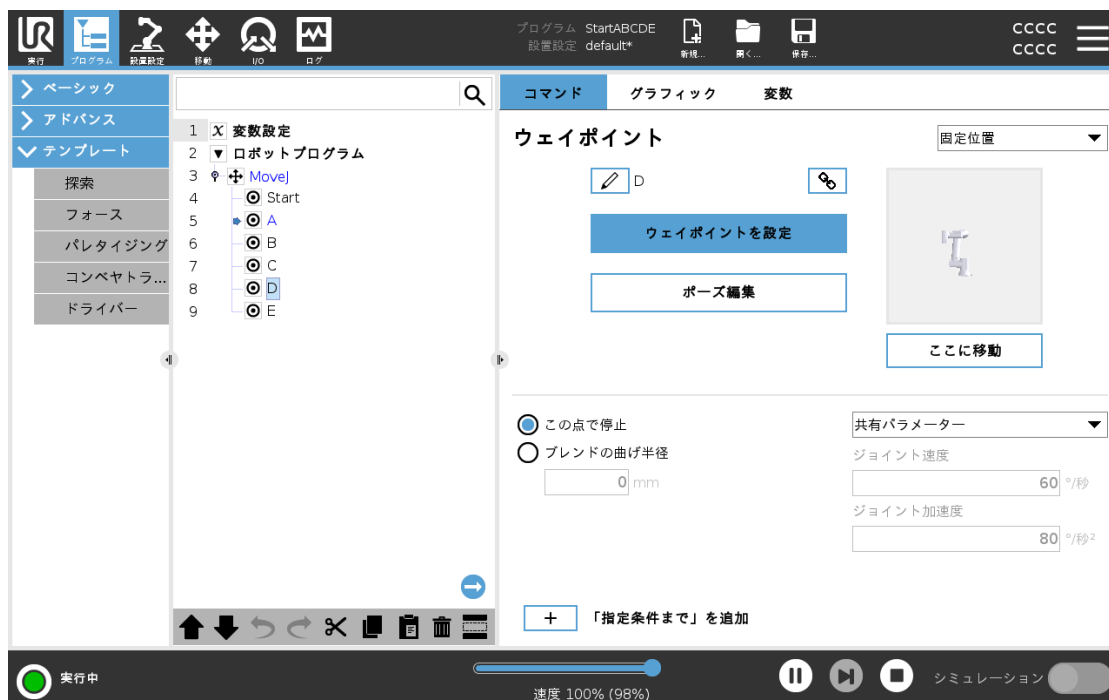 UR
プログラム StartABCDE
設置設定 default*
CCCC
CCCC
実行 プログラム 設置設定 移動 I/O ログ 新規... 開く... 保存...
ベーシック
アドバンス
テンプレート
探索
フォース
パレタイジング
コンベヤトラ...
ドライバー
1 X 変数設定
2 ロボットプログラム
3 MoveJ
4 Start
5 A
6 B
7 C
8 D
9 E
コマンド グラフィック 変数
ウェイポイント 固定位置
D
ウェイポイントを設定
ポーズ編集
ここに移動
この点で停止 共有パラメーター
ブレンドの曲げ半径 ジョイント速度
0 mm 60 °/秒
ジョイント加速度
80 °/秒²
+ 「指定条件まで」を追加
実行中 シミュレーション
速度 100% (98%)